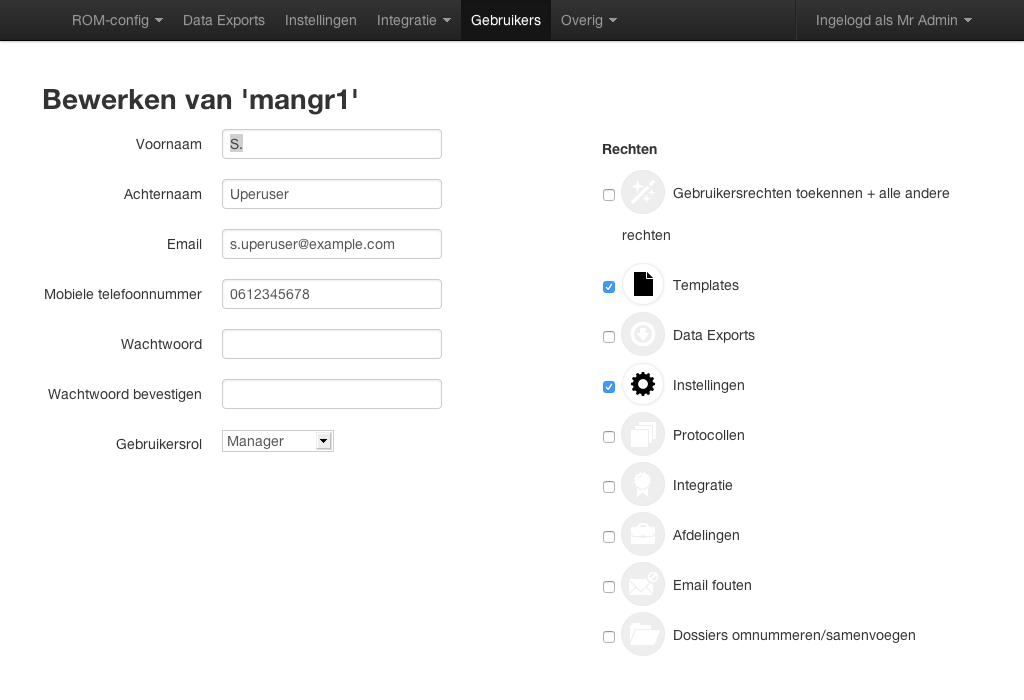 ROM-config Data Exports Instellingen Integratie Gebruikers Overig Ingelogd als Mr Admin
Bewerken van 'mangr1'
Voornaam S.
Achternaam Uperuser
Email s.uperuser@example.com
Mobiele telefoonnummer 0612345678
Wachtwoord
Wachtwoord bevestigen
Gebruikersrol Manager
Rechten
Gebruikersrechten toekennen + alle andere
rechten
Templates
Data Exports
Instellingen
Protocollen
Integratie
Afdelingen
Email fouten
Dossiers omnummeren/samenvoegen